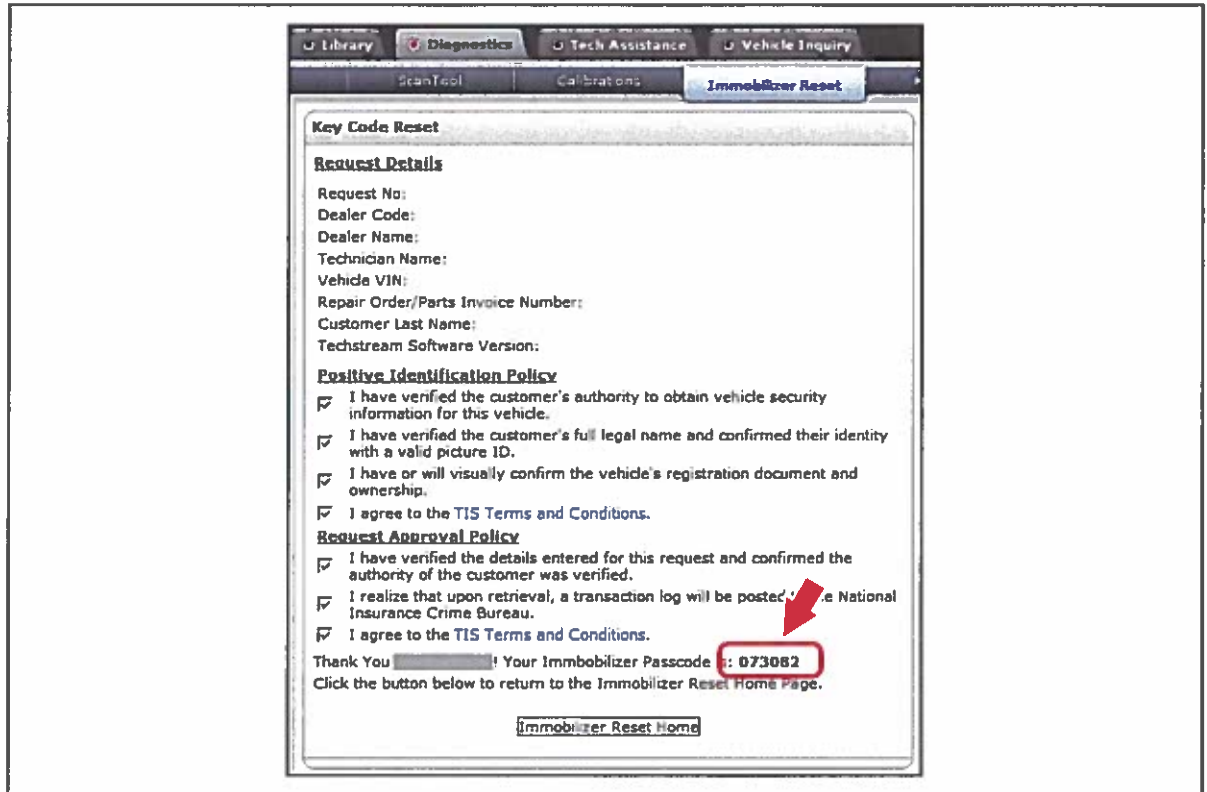 Library Diagnostics Tech Assistance Vehicle Inquiry
ScanTool Calibrations Immobilizer Reset
Key Code Reset
Request Details
Request No:
Dealer Code:
Dealer Name:
Technician Name:
Vehicle VIN:
Repair Order/Parts Invoice Number:
Customer Last Name:
Techstream Software Version:
Positive Identification Policy
I have verified the customer's authority to obtain vehicle security
information for this vehicle.
I have verified the customer's full legal name and confirmed their identity
with a valid picture ID.
I have or will visually confirm the vehicle's registration document and
ownership.
I agree to the TIS Terms and Conditions.
Request Approval Policy
I have verified the details entered for this request and confirmed the
authority of the customer was verified.
I realize that upon retrieval, a transaction log will be posted National
Insurance Crime Bureau.
I agree to the TIS Terms and Conditions.
Thank You ! Your Immbobilizer Passcode : 073082
Click the button below to return to the Immobilizer Reset Home Page.
Immobilizer Reset Home